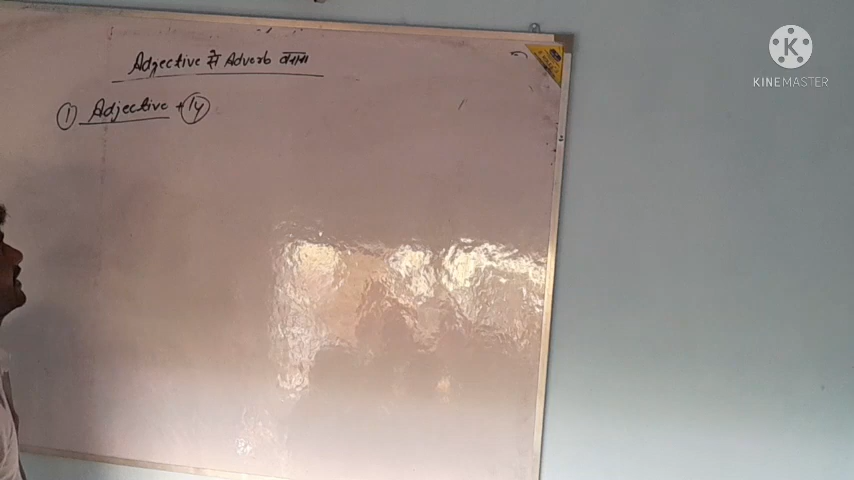 Adjective से Adverb बनाना
① Adjective + ly
K
KINEMASTER